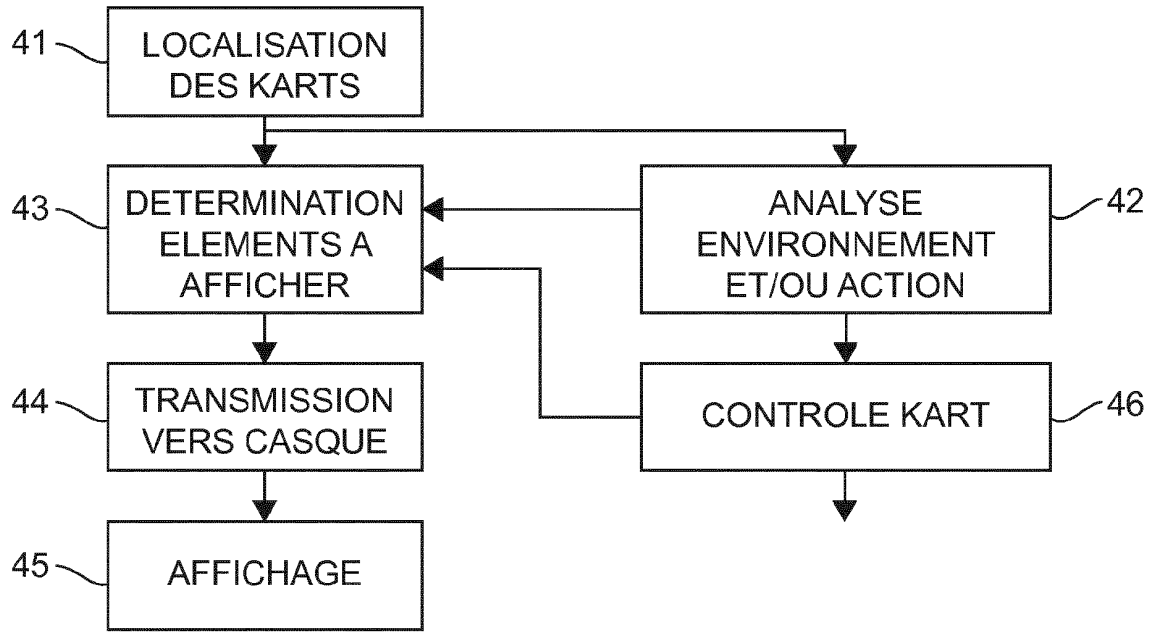 41
LOCALISATION
DES KARTS
43
DETERMINATION
ELEMENTS A
AFFICHER
ANALYSE
ENVIRONNEMENT
ET/OU ACTION
42
44
TRANSMISSION
VERS CASQUE
CONTROLE KART
46
45
AFFICHAGE